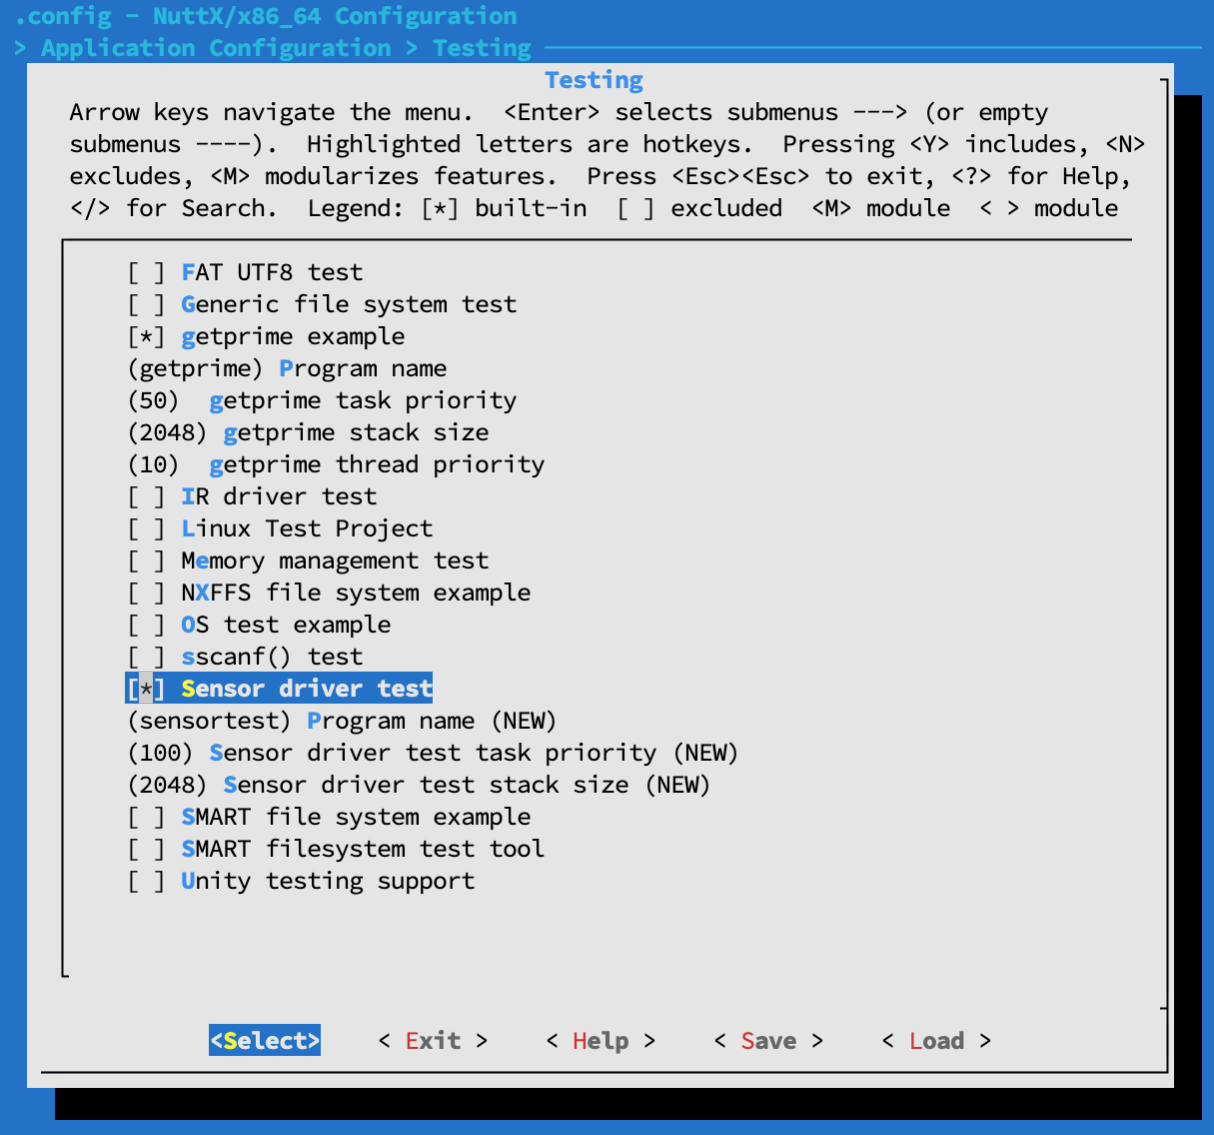 .config - NuttX/x86_64 Configuration
> Application Configuration > Testing
Testing
Arrow keys navigate the menu.  <Enter> selects submenus ---> (or empty
submenus ----).  Highlighted letters are hotkeys.  Pressing <Y> includes, <N>
excludes, <M> modularizes features.  Press <Esc><Esc> to exit, <?> for Help,
</> for Search.  Legend: [*] built-in  [ ] excluded  <M> module  < > module
[ ] FAT UTF8 test
[ ] Generic file system test
[*] getprime example
(getprime) Program name
(50)  getprime task priority
(2048) getprime stack size
(10)  getprime thread priority
[ ] IR driver test
[ ] Linux Test Project
[ ] Memory management test
[ ] NXFFS file system example
[ ] OS test example
[ ] sscanf() test
[*] Sensor driver test
(sensortest) Program name (NEW)
(100) Sensor driver test task priority (NEW)
(2048) Sensor driver test stack size (NEW)
[ ] SMART file system example
[ ] SMART filesystem test tool
[ ] Unity testing support
<Select>    < Exit >    < Help >    < Save >    < Load >